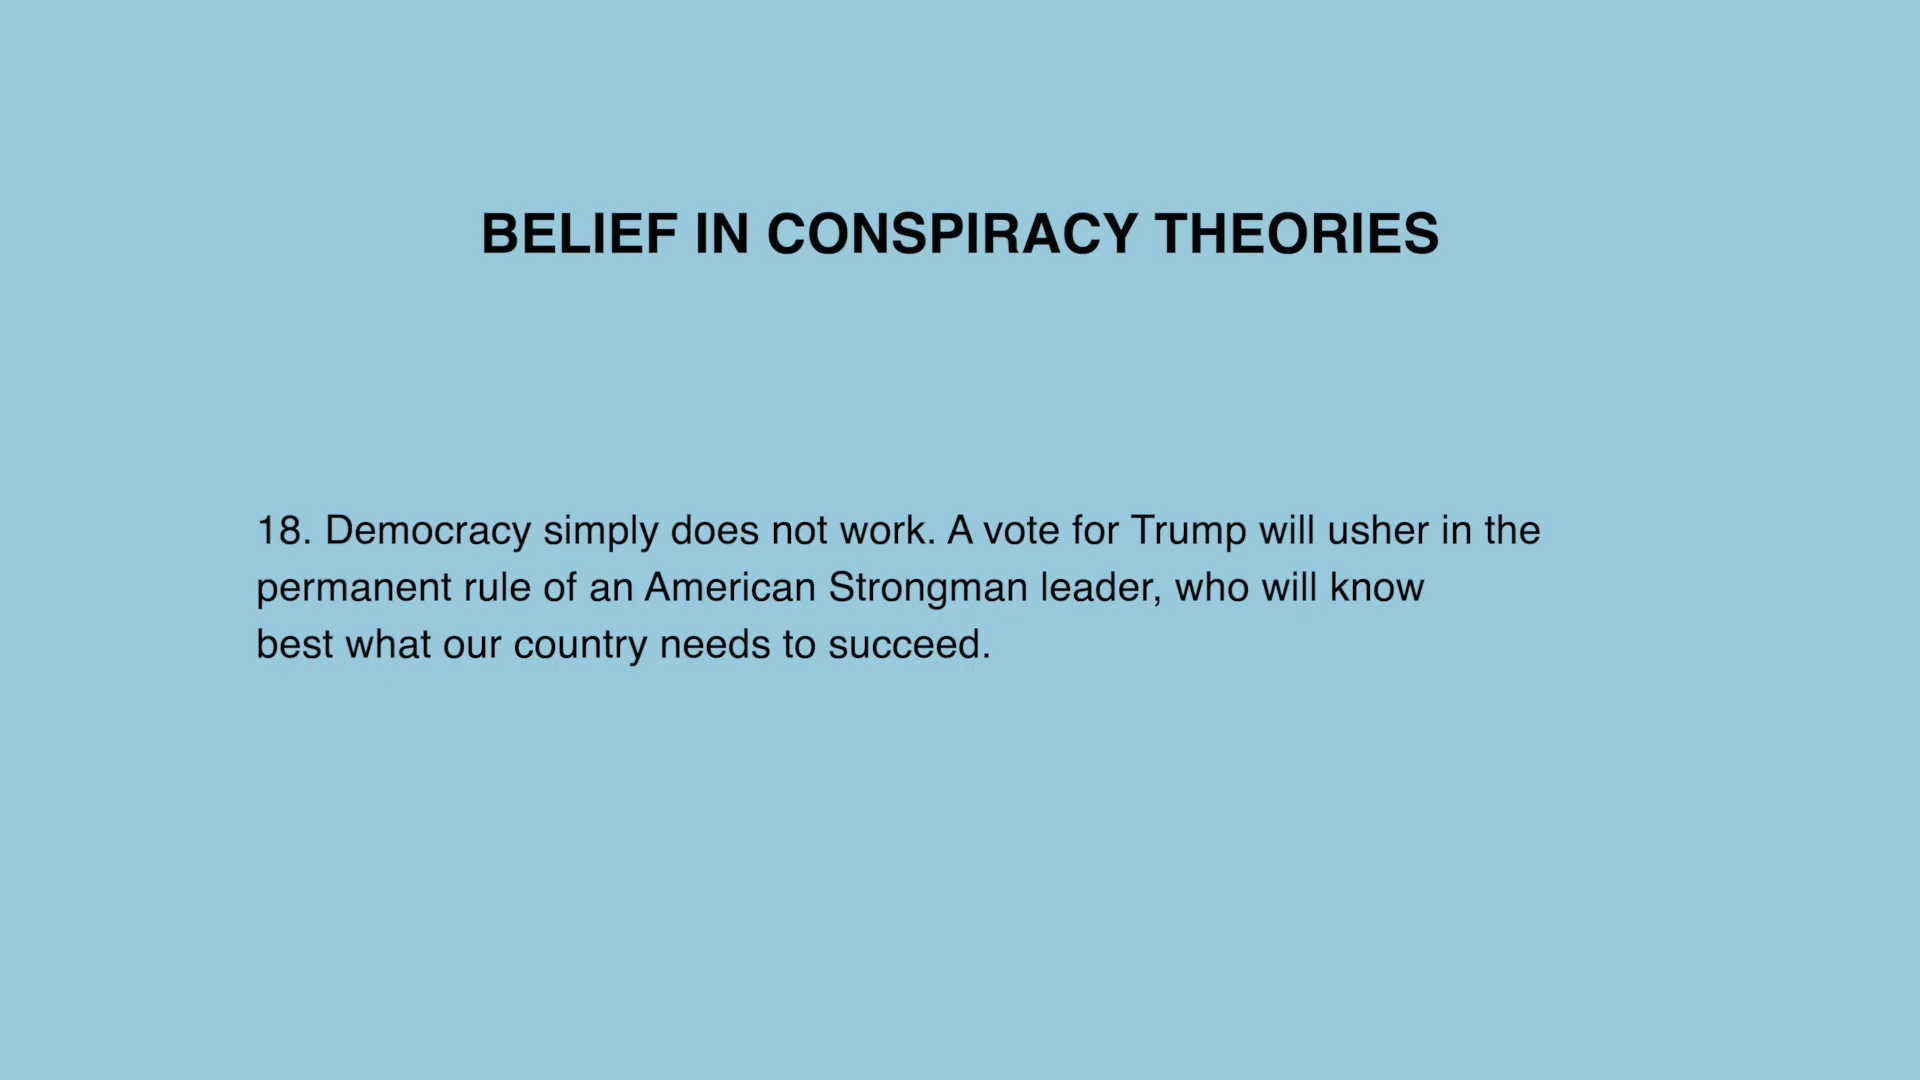 BELIEF IN CONSPIRACY THEORIES
18. Democracy simply does not work. A vote for Trump will usher in the
permanent rule of an American Strongman leader, who will know
best what our country needs to succeed.